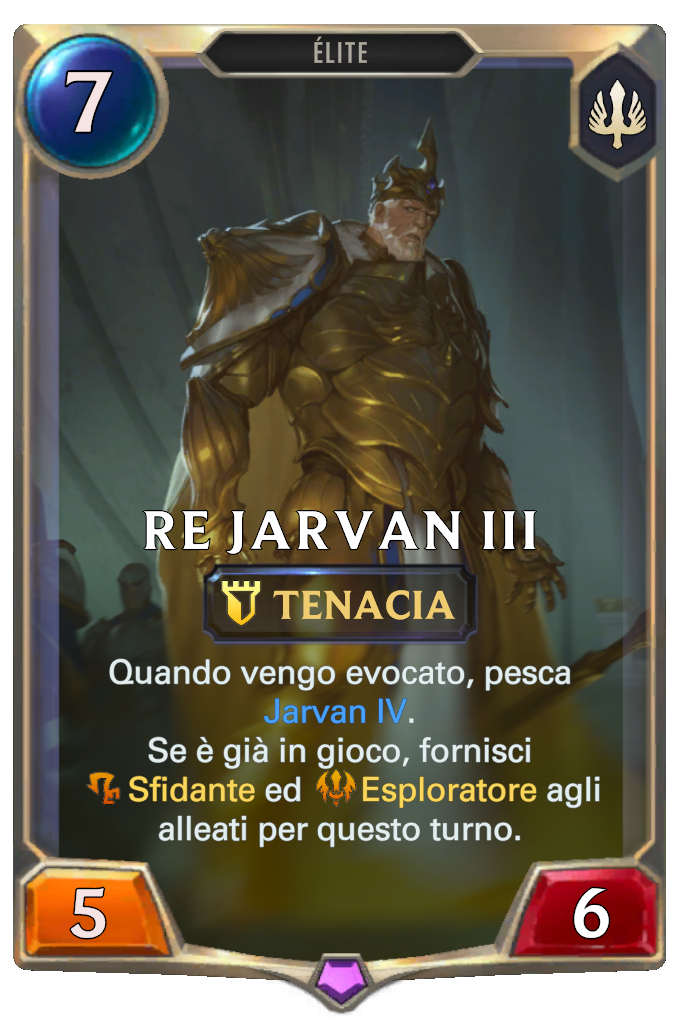 7
ÉLITE
RE JARVAN III
TENACIA
Quando vengo evocato, pesca
Jarvan IV.
Se è già in gioco, fornisci
Sfidante ed Esploratore agli
alleati per questo turno.
5
6